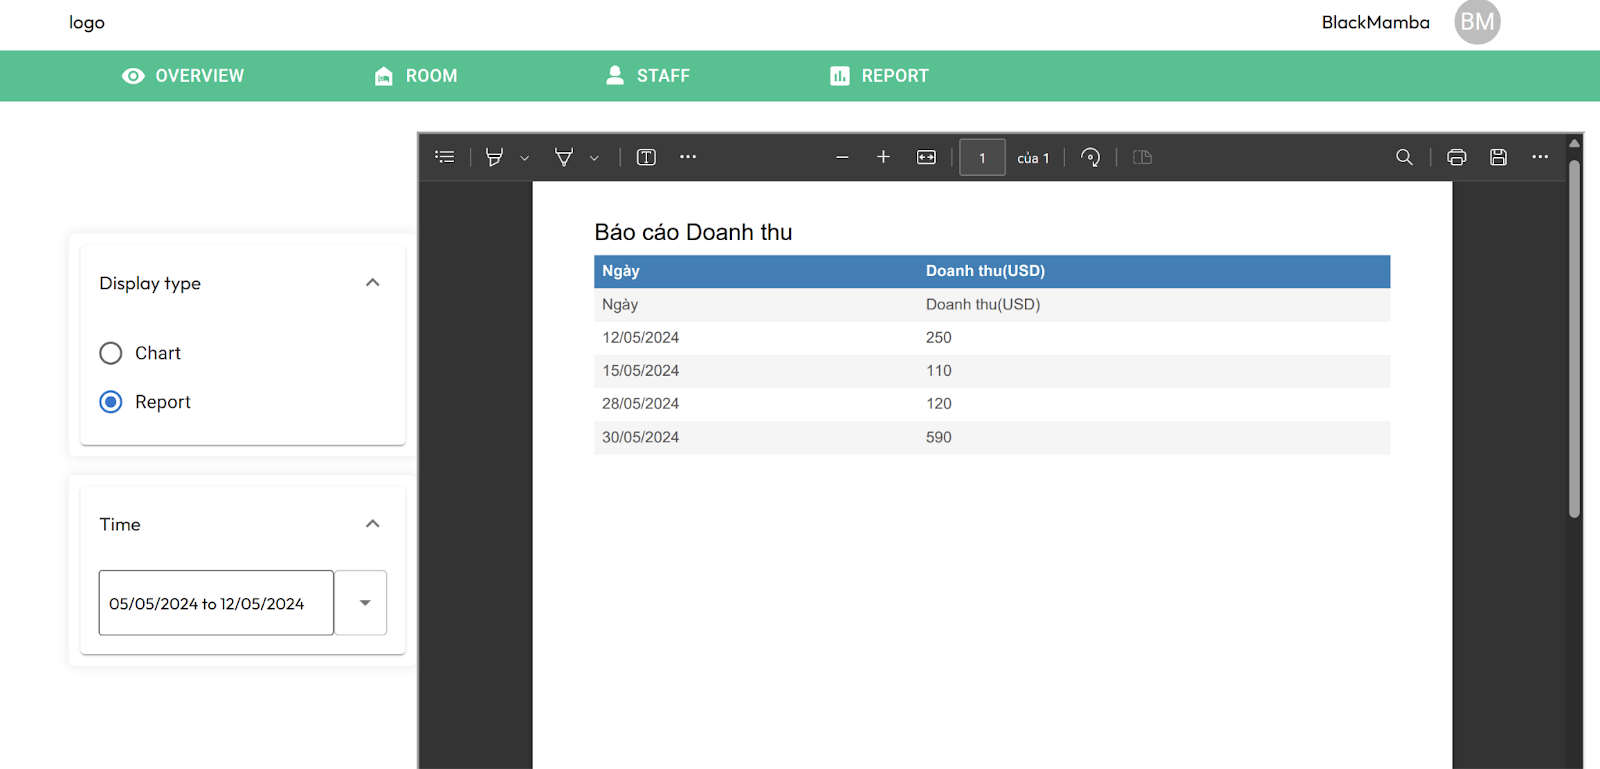 logo
BlackMamba BM
OVERVIEW ROOM STAFF REPORT
1 của 1
Display type
Chart
Report
Time
05/05/2024 to 12/05/2024
Báo cáo Doanh thu
Ngày Doanh thu(USD)
Ngày Doanh thu(USD)
12/05/2024 250
15/05/2024 110
28/05/2024 120
30/05/2024 590